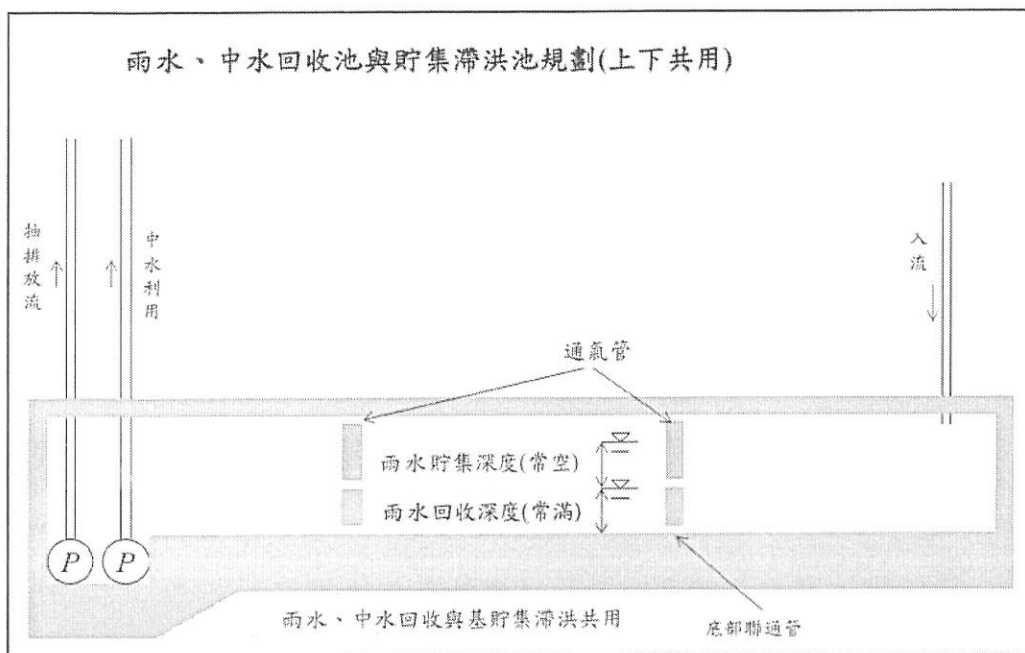 雨水、中水回收池與貯集滯洪池規劃(上下共用)
抽排放流
中水利用
入流
通氣管
雨水貯集深度(常空)
雨水回收深度(常滿)
P
P
雨水、中水回收與基貯集滯洪共用
底部聯通管